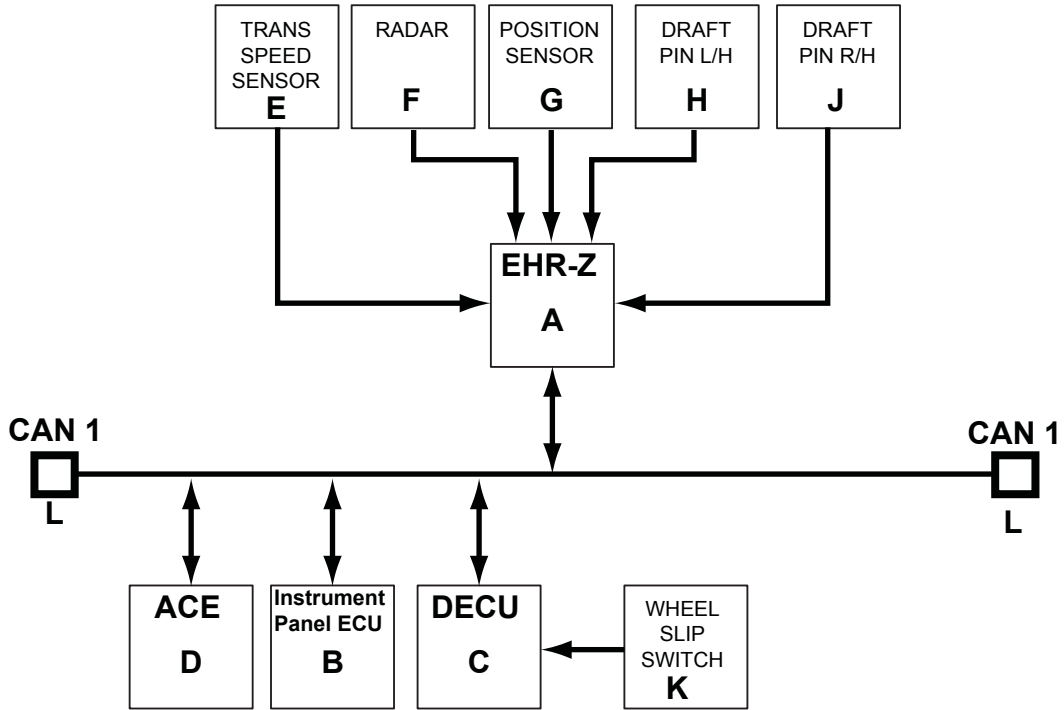 TRANS
SPEED
SENSOR
E
RADAR
F
POSITION
SENSOR
G
DRAFT
PIN L/H
H
DRAFT
PIN R/H
J
EHR-Z
A
CAN 1
L
CAN 1
L
ACE
D
Instrument
Panel ECU
B
DECU
C
WHEEL
SLIP
SWITCH
K